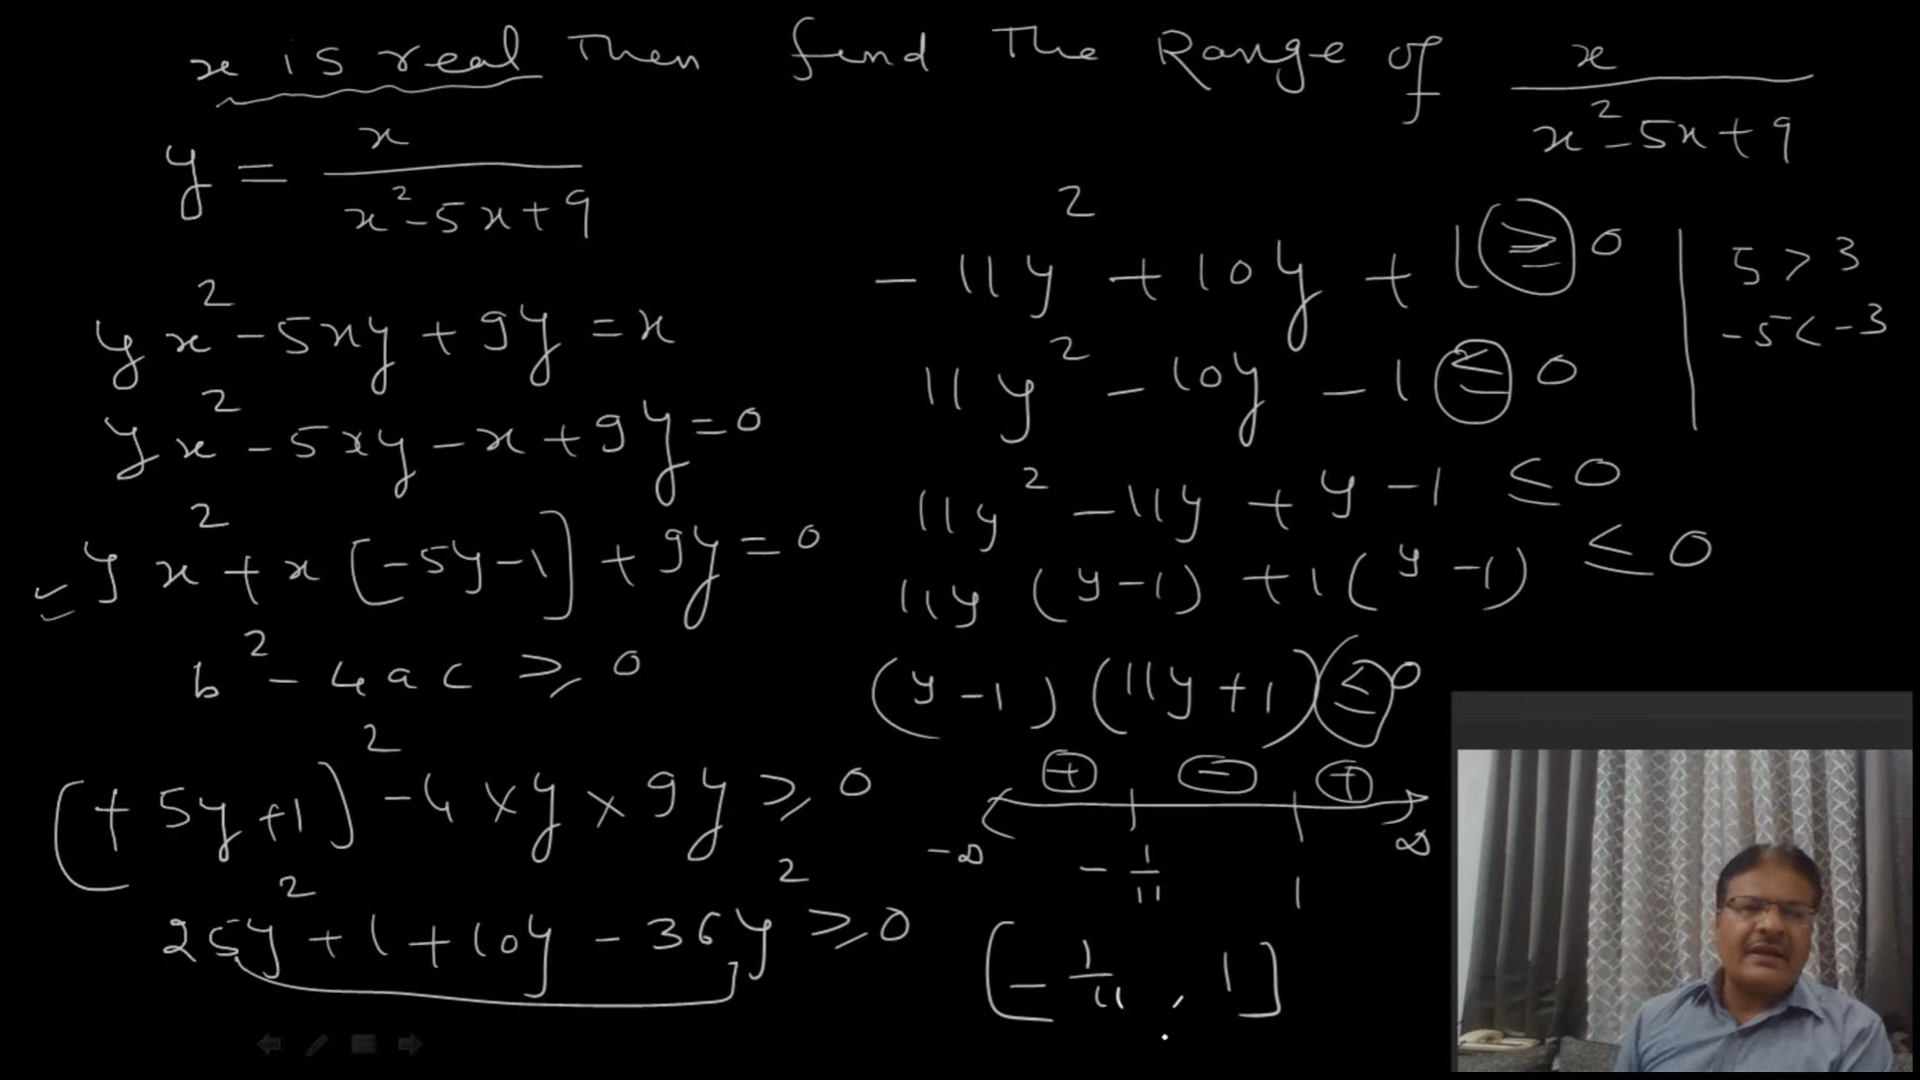 x is real Then find The Range of x / x² - 5x + 9
y = x / x² - 5x + 9
yx² - 5xy + 9y = x
yx² - 5xy - x + 9y = 0
yx² + x [-5y - 1] + 9y = 0
b² - 4ac ≥ 0
(+5y + 1)² - 4 × y × 9y ≥ 0
25y² + 1 + 10y - 36y² ≥ 0
-11y² + 10y + 1 ≥ 0
11y² - 10y - 1 ≤ 0
11y² - 11y + y - 1 ≤ 0
11y (y - 1) + 1 (y - 1) ≤ 0
(y - 1) (11y + 1) ≤ 0
+ - +
-∞ -1/11 1 ∞
[-1/11, 1]
5 > 3
-5 < -3